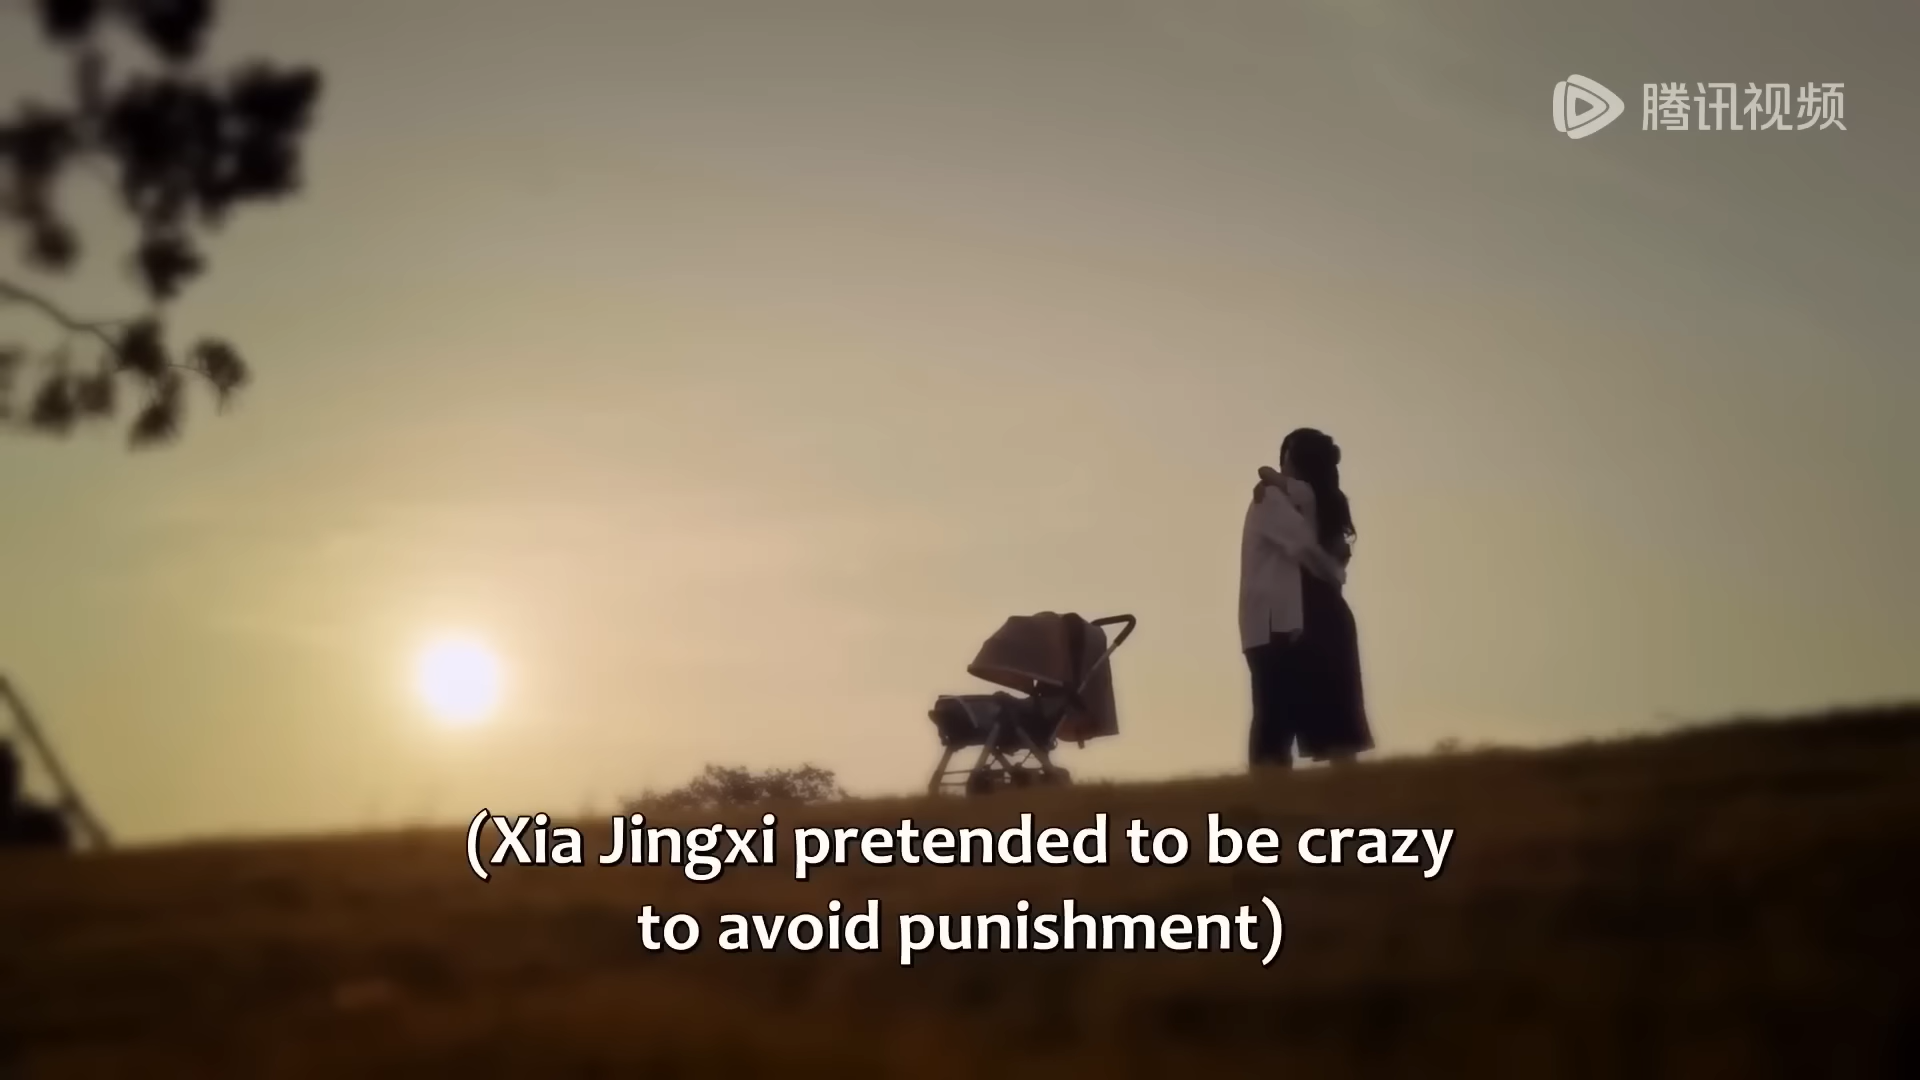 腾讯视频
(Xia Jingxi pretended to be crazy
to avoid punishment)